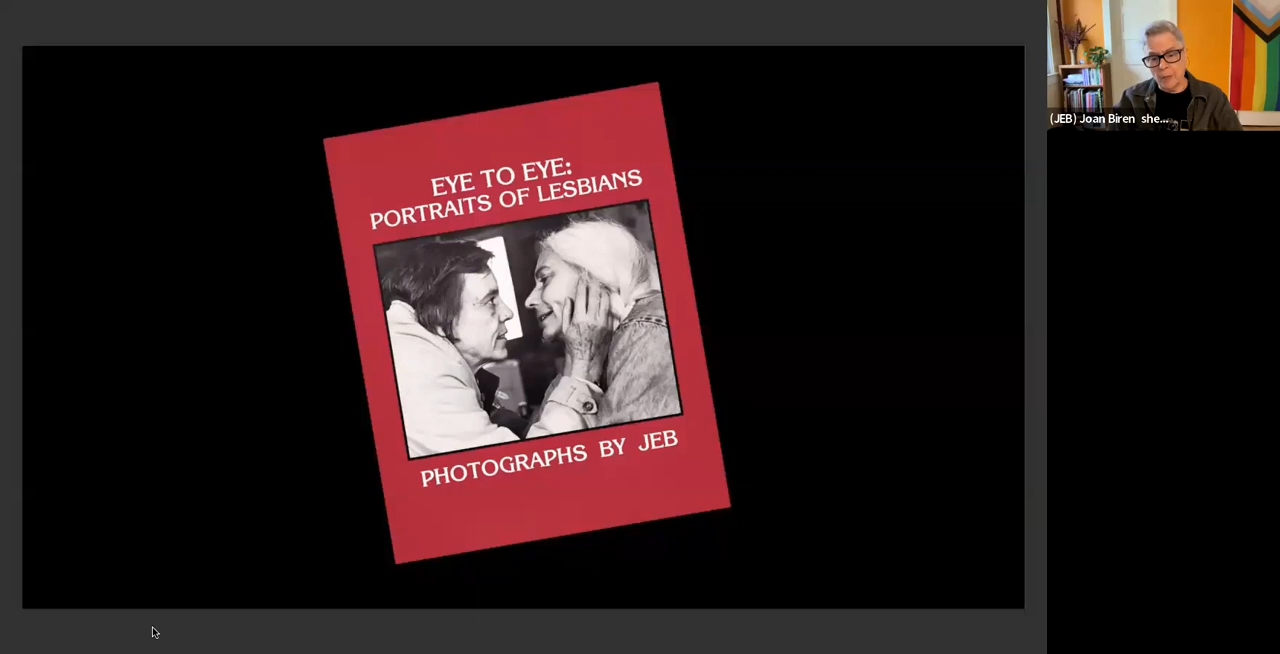 EYE TO EYE:
PORTRAITS OF LESBIANS
PHOTOGRAPHS BY JEB
(JEB) Joan Biren she...